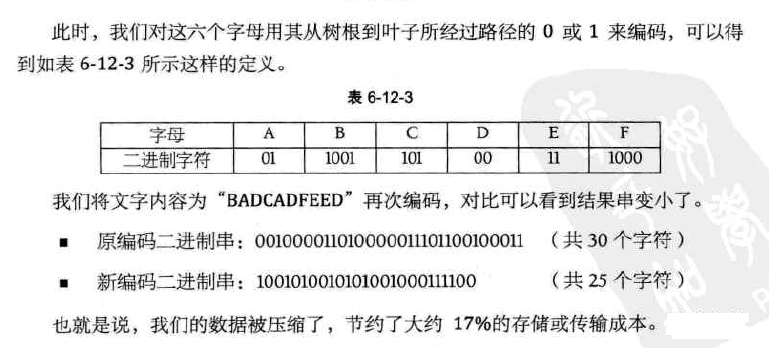 此时，我们对这六个字母用其从树根到叶子所经过路径的 0 或 1 来编码，可以得
到如表 6-12-3 所示这样的定义。
表 6-12-3
字母 A B C D E F
二进制字符 01 1001 101 00 11 1000
我们将文字内容为“BADCADFEED”再次编码，对比可以看到结果串变小了。
■ 原编码二进制串：001000011010000011101100100011 （共 30 个字符）
■ 新编码二进制串：1001010010101001000111100 （共 25 个字符）
也就是说，我们的数据被压缩了，节约了大约 17%的存储或传输成本。